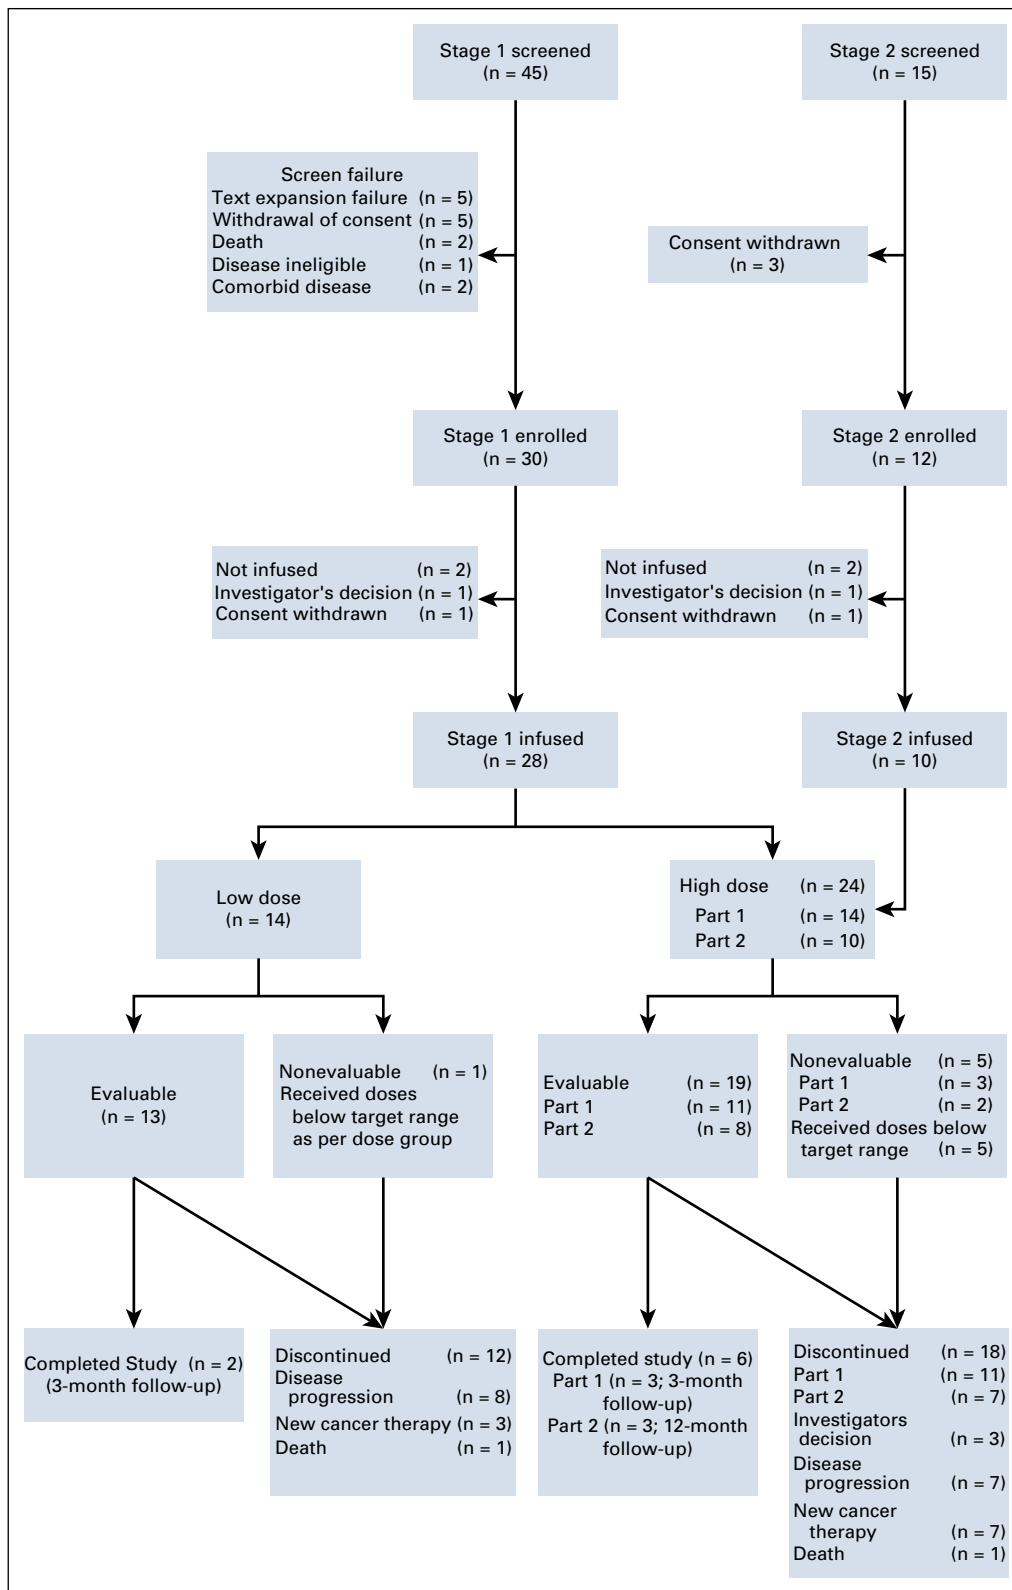 Stage 1 screened
(n = 45)
Stage 2 screened
(n = 15)
Screen failure
Text expansion failure (n = 5)
Withdrawal of consent (n = 5)
Death (n = 2)
Disease ineligible (n = 1)
Comorbid disease (n = 2)
Consent withdrawn
(n = 3)
Stage 1 enrolled
(n = 30)
Stage 2 enrolled
(n = 12)
Not infused (n = 2)
Investigator's decision (n = 1)
Consent withdrawn (n = 1)
Not infused (n = 2)
Investigator's decision (n = 1)
Consent withdrawn (n = 1)
Stage 1 infused
(n = 28)
Stage 2 infused
(n = 10)
Low dose
(n = 14)
High dose (n = 24)
Part 1 (n = 14)
Part 2 (n = 10)
Evaluable
(n = 13)
Nonevaluable (n = 1)
Received doses
below target range
as per dose group
Evaluable (n = 19)
Part 1 (n = 11)
Part 2 (n = 8)
Nonevaluable (n = 5)
Part 1 (n = 3)
Part 2 (n = 2)
Received doses below
target range (n = 5)
Completed Study (n = 2)
(3-month follow-up)
Discontinued (n = 12)
Disease
progression (n = 8)
New cancer therapy (n = 3)
Death (n = 1)
Completed study (n = 6)
Part 1 (n = 3; 3-month
follow-up)
Part 2 (n = 3; 12-month
follow-up)
Discontinued (n = 18)
Part 1 (n = 11)
Part 2 (n = 7)
Investigators
decision (n = 3)
Disease
progression (n = 7)
New cancer
therapy (n = 7)
Death (n = 1)